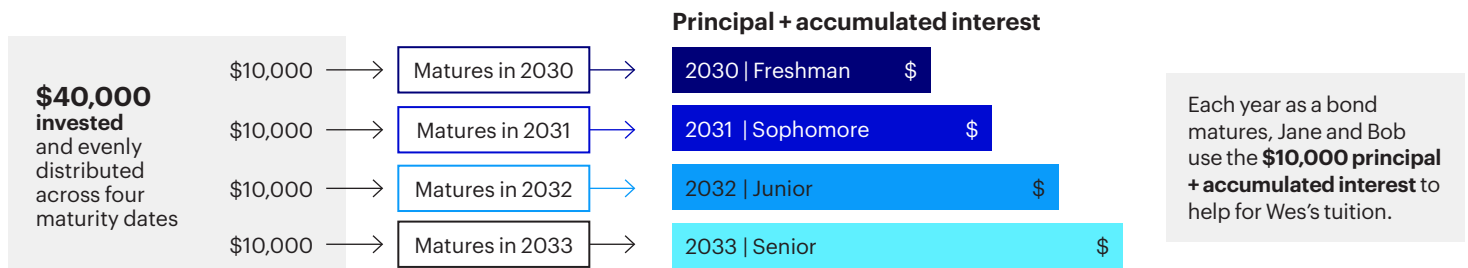 Principal + accumulated interest
$40,000
invested
and evenly
distributed
across four
maturity dates
$10,000
Matures in 2030
2030 | Freshman $
$10,000
Matures in 2031
2031 | Sophomore $
$10,000
Matures in 2032
2032 | Junior $
$10,000
Matures in 2033
2033 | Senior $
Each year as a bond
matures, Jane and Bob
use the $10,000 principal
+ accumulated interest to
help for Wes’s tuition.